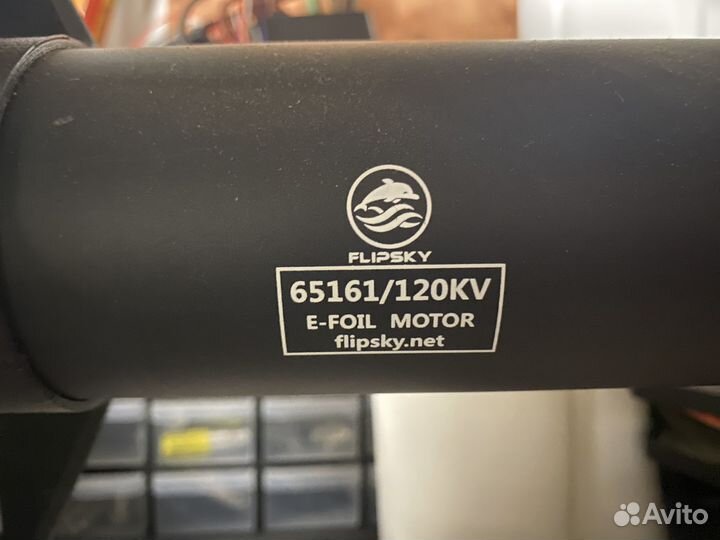 FLIPSKY
65161/120KV
E-FOIL MOTOR
flipsky.net
Avito